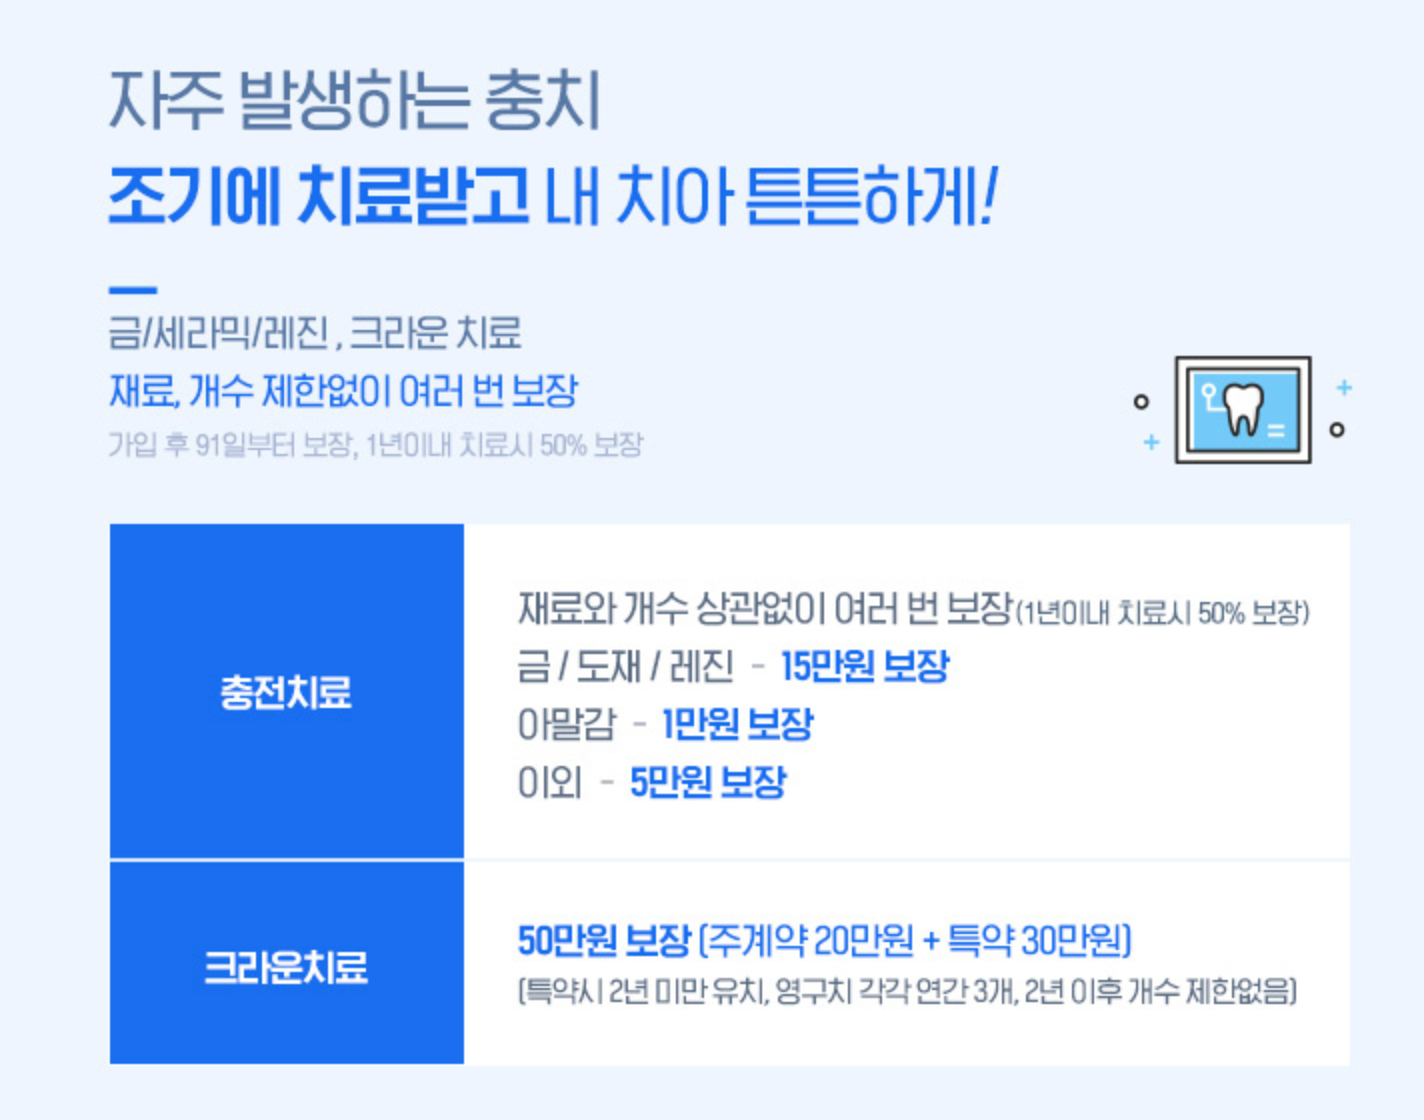 자주 발생하는 충치
조기에 치료받고 내 치아 튼튼하게!
금/세라믹/레진 , 크라운 치료
재료, 개수 제한없이 여러 번 보장
가입 후 91일부터 보장, 1년이내 치료시 50% 보장
충전치료
재료와 개수 상관없이 여러 번 보장(1년이내 치료시 50% 보장)
금 / 도재 / 레진 - 15만원 보장
아말감 - 1만원 보장
이외 - 5만원 보장
크라운치료
50만원 보장 (주계약 20만원 + 특약 30만원)
(특약시 2년 미만 유치, 영구치 각각 연간 3개, 2년 이후 개수 제한없음)